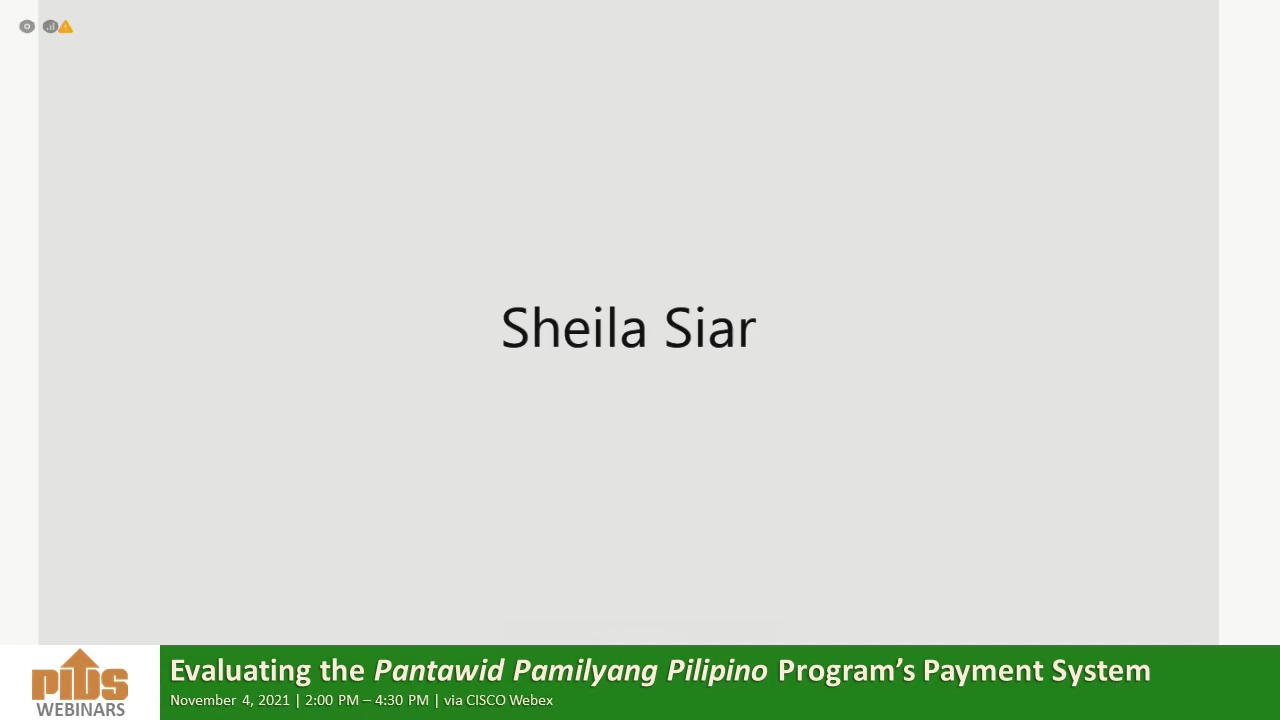 Sheila Siar
pids
WEBINARS
Evaluating the Pantawid Pamilyang Pilipino Program's Payment System
November 4, 2021 | 2:00 PM – 4:30 PM | via CISCO Webex